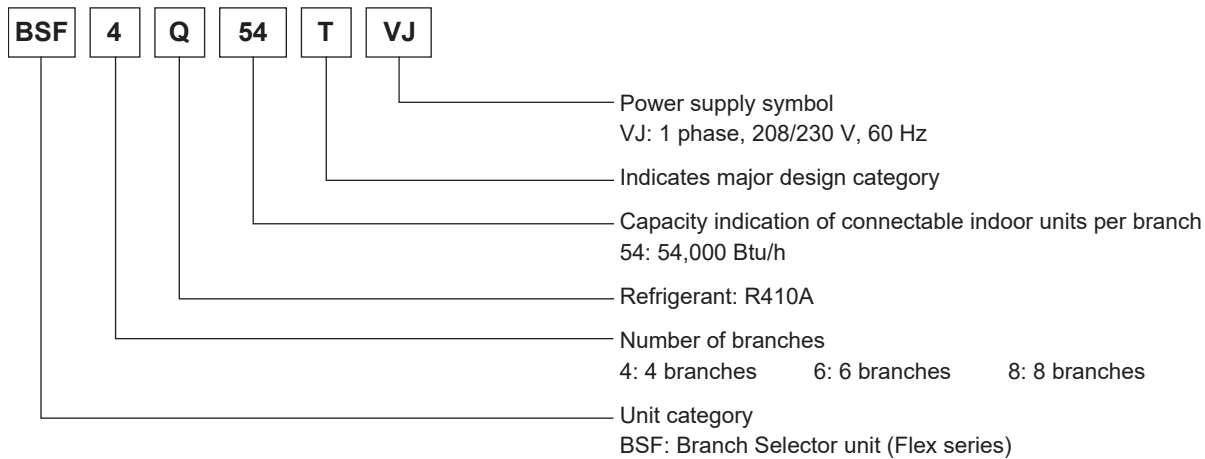 BSF 4 Q 54 T VJ
Power supply symbol
VJ: 1 phase, 208/230 V, 60 Hz
Indicates major design category
Capacity indication of connectable indoor units per branch
54: 54,000 Btu/h
Refrigerant: R410A
Number of branches
4: 4 branches 6: 6 branches 8: 8 branches
Unit category
BSF: Branch Selector unit (Flex series)